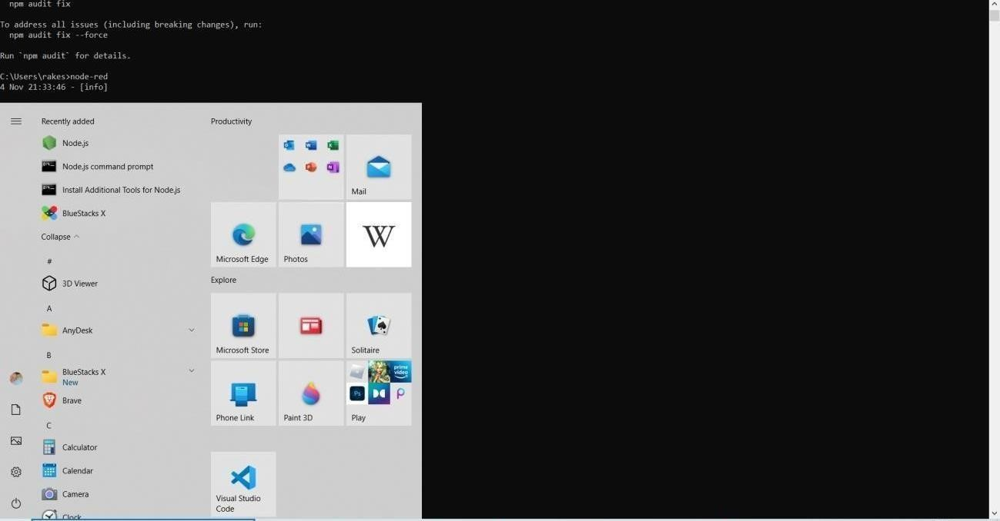 npm audit fix
To address all issues (including breaking changes), run:
npm audit fix --force
Run `npm audit` for details.
C:\Users\rakes>node-red
4 Nov 21:33:46 - [info]
Recently added
Node.js
Node.js command prompt
Install Additional Tools for Node.js
BlueStacks X
Collapse
#
3D Viewer
A
AnyDesk
B
BlueStacks X
New
Brave
C
Calculator
Calendar
Camera
Clock
Productivity
Mail
Microsoft Edge
Photos
W
Explore
Microsoft Store
Solitaire
Phone Link
Paint 3D
prime
video
Ps
Play
Visual Studio
Code